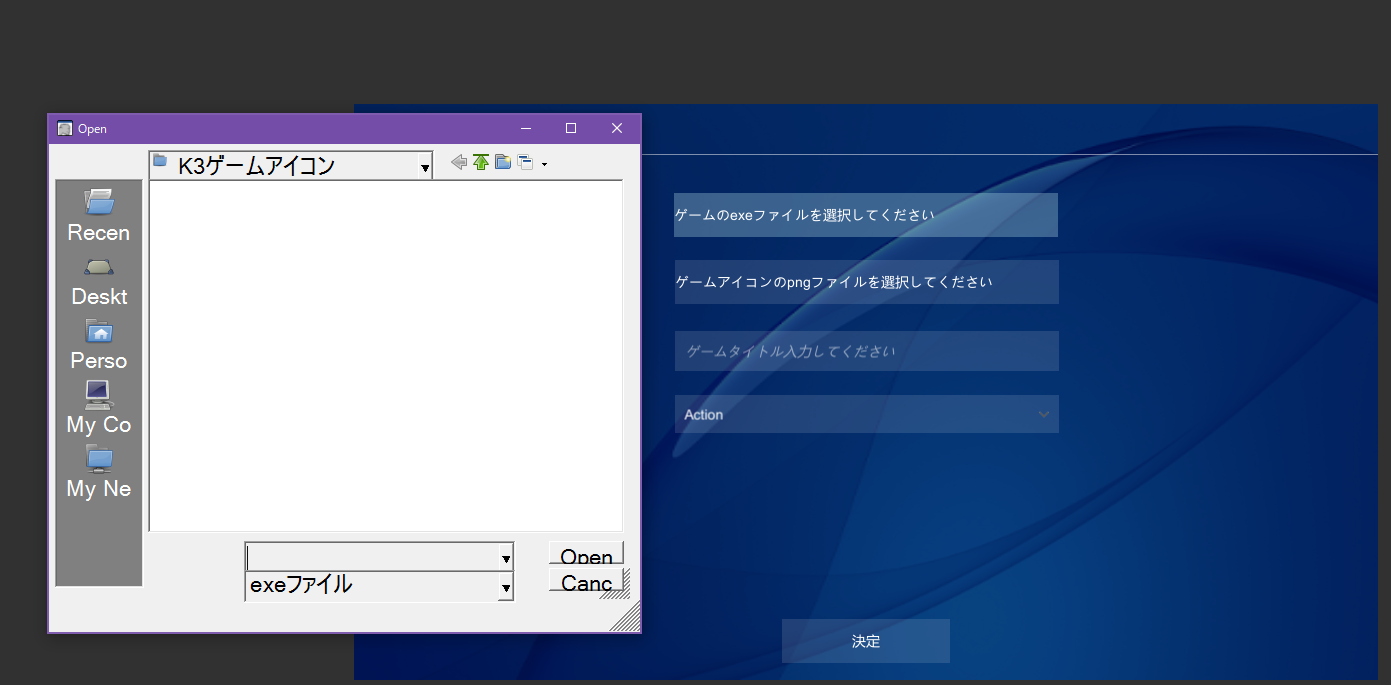 Open
K3ゲームアイコン
Recen
Deskt
Perso
My Co
My Ne
Open
exeファイル
Canc
ゲームのexeファイルを選択してください
ゲームアイコンのpngファイルを選択してください
ゲームタイトル入力してください
Action
決定